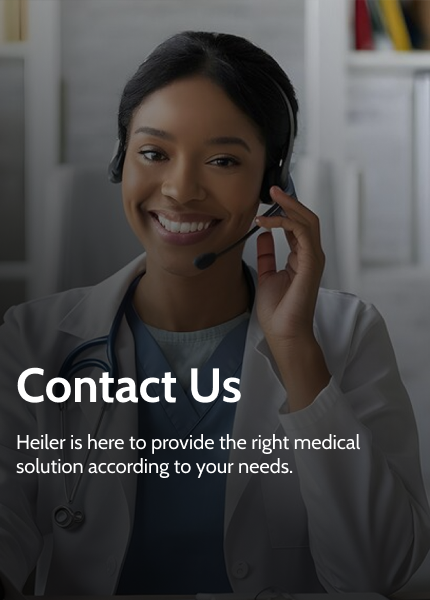 Contact Us
Heiler is here to provide the right medical
solution according to your needs.